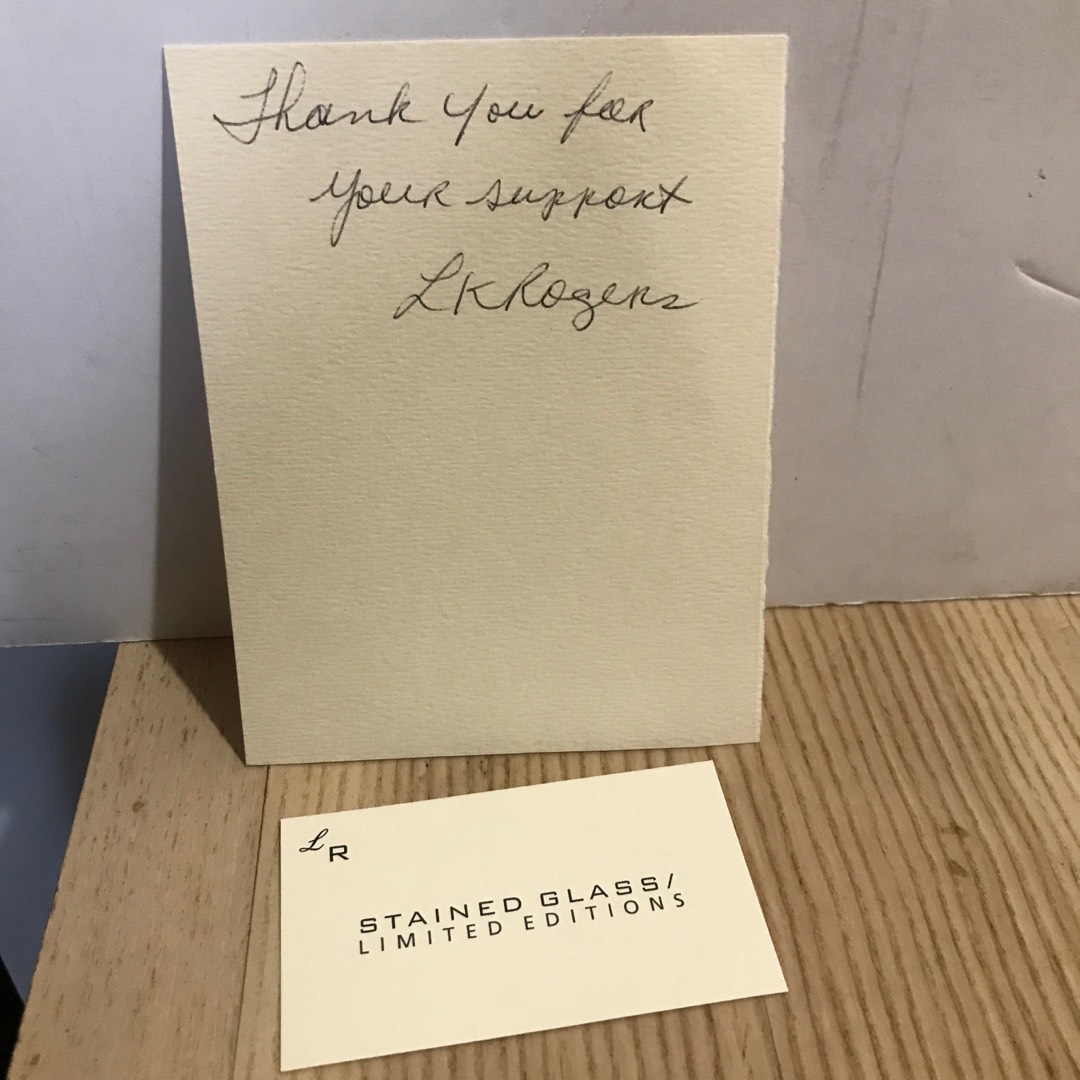 Thank you for
your support
LKRogers
LR
STAINED GLASS/
LIMITED EDITIONS